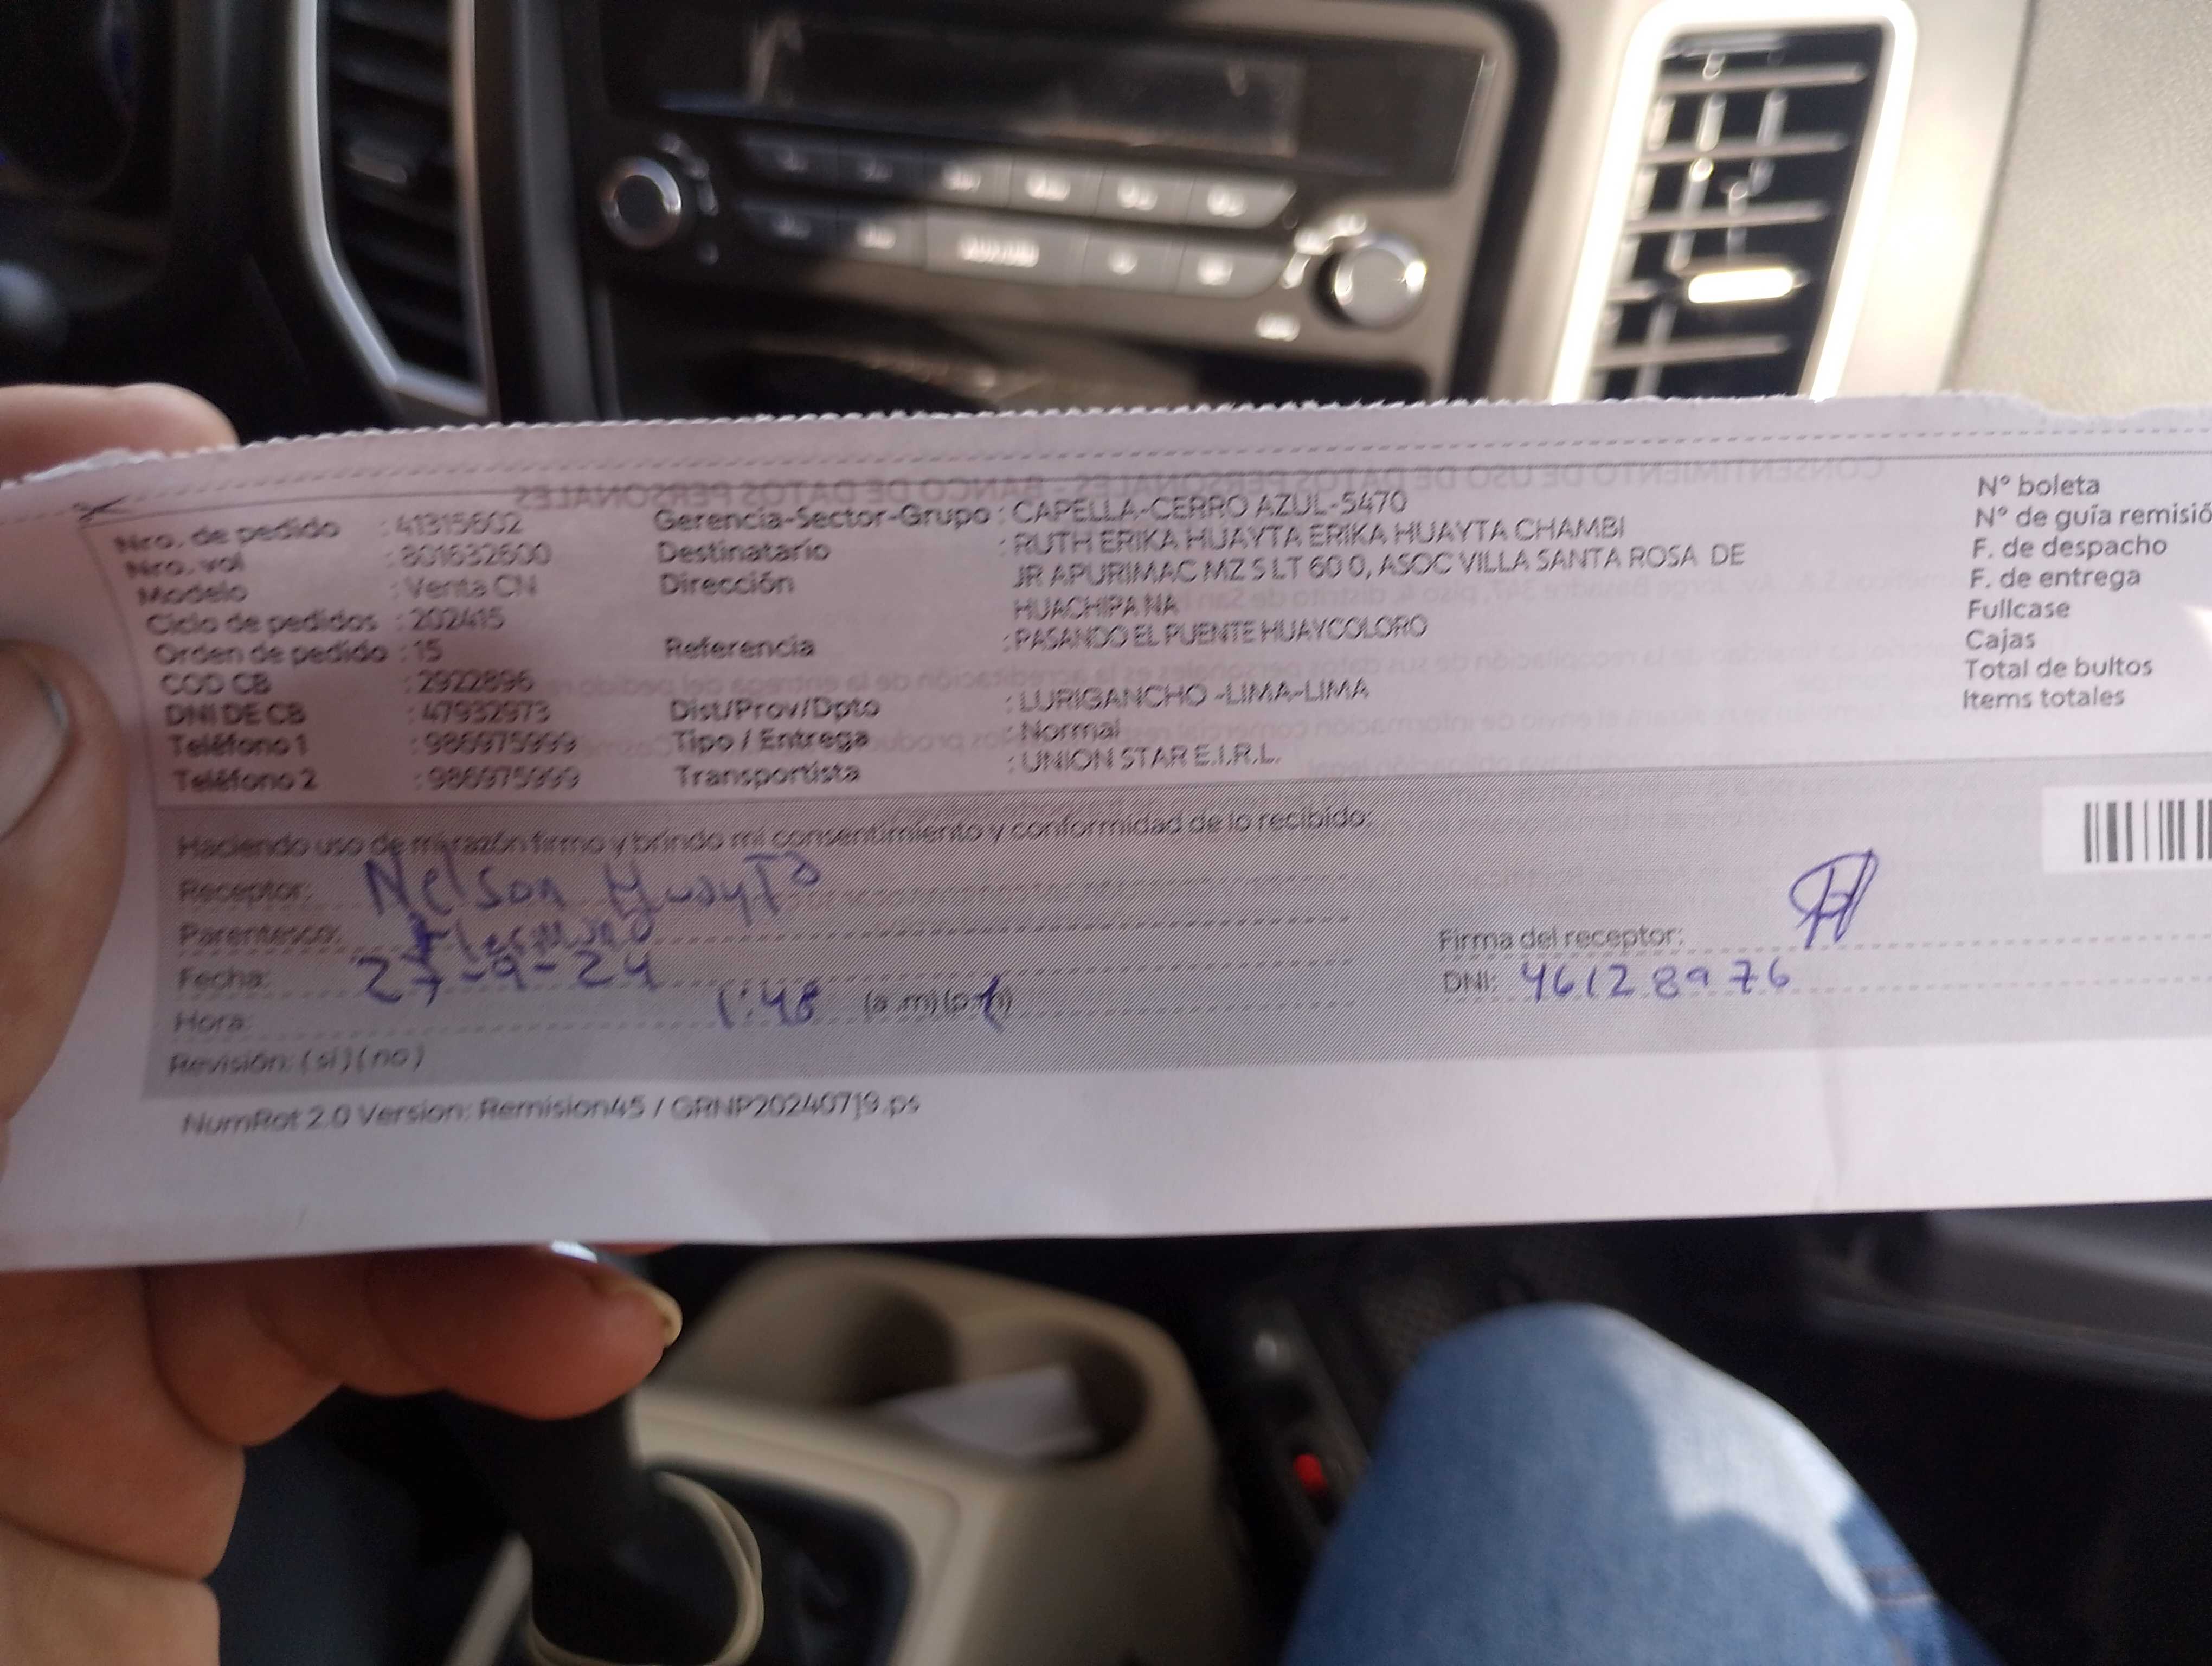 Nro. de pedido : 41315602
Nro. vol : 801632600
Modelo : Venta CN
Ciclo de pedidos : 202415
Orden de pedido : 15
COD CB : 2922896
DNI DE CB : 47932973
Teléfono 1 : 986975999
Teléfono 2 : 986975999
Gerencia-Sector-Grupo : CAPELLA-CERRO AZUL-5470
Destinatario : RUTH ERIKA HUAYTA ERIKA HUAYTA CHAMBI
Dirección JR APURIMAC MZ S LT 60 0, ASOC VILLA SANTA ROSA DE
HUACHIPA NA
Referencia : PASANDO EL PUENTE HUAYCOLORO
Dist/Prov/Dpto : LURIGANCHO -LIMA-LIMA
Tipo / Entrega : Normal
Transportista : UNION STAR E.I.R.L.
N° boleta
N° de guia remisió
F. de despacho
F. de entrega
Fullcase
Cajas
Total de bultos
Items totales
Haciendo uso de mi razón firmo y brindo mi consentimiento y conformidad de lo recibido:
Receptor: Nelson Huayta
Parentesco: Hermano
Fecha: 27-9-24
Hora: 1:48 (a.m)(p.m)
Revisión: (si) (no)
Firma del receptor:
DNI: 46128976
NumRot 2.0 Version: Remision45 / GRNP20240719.ps